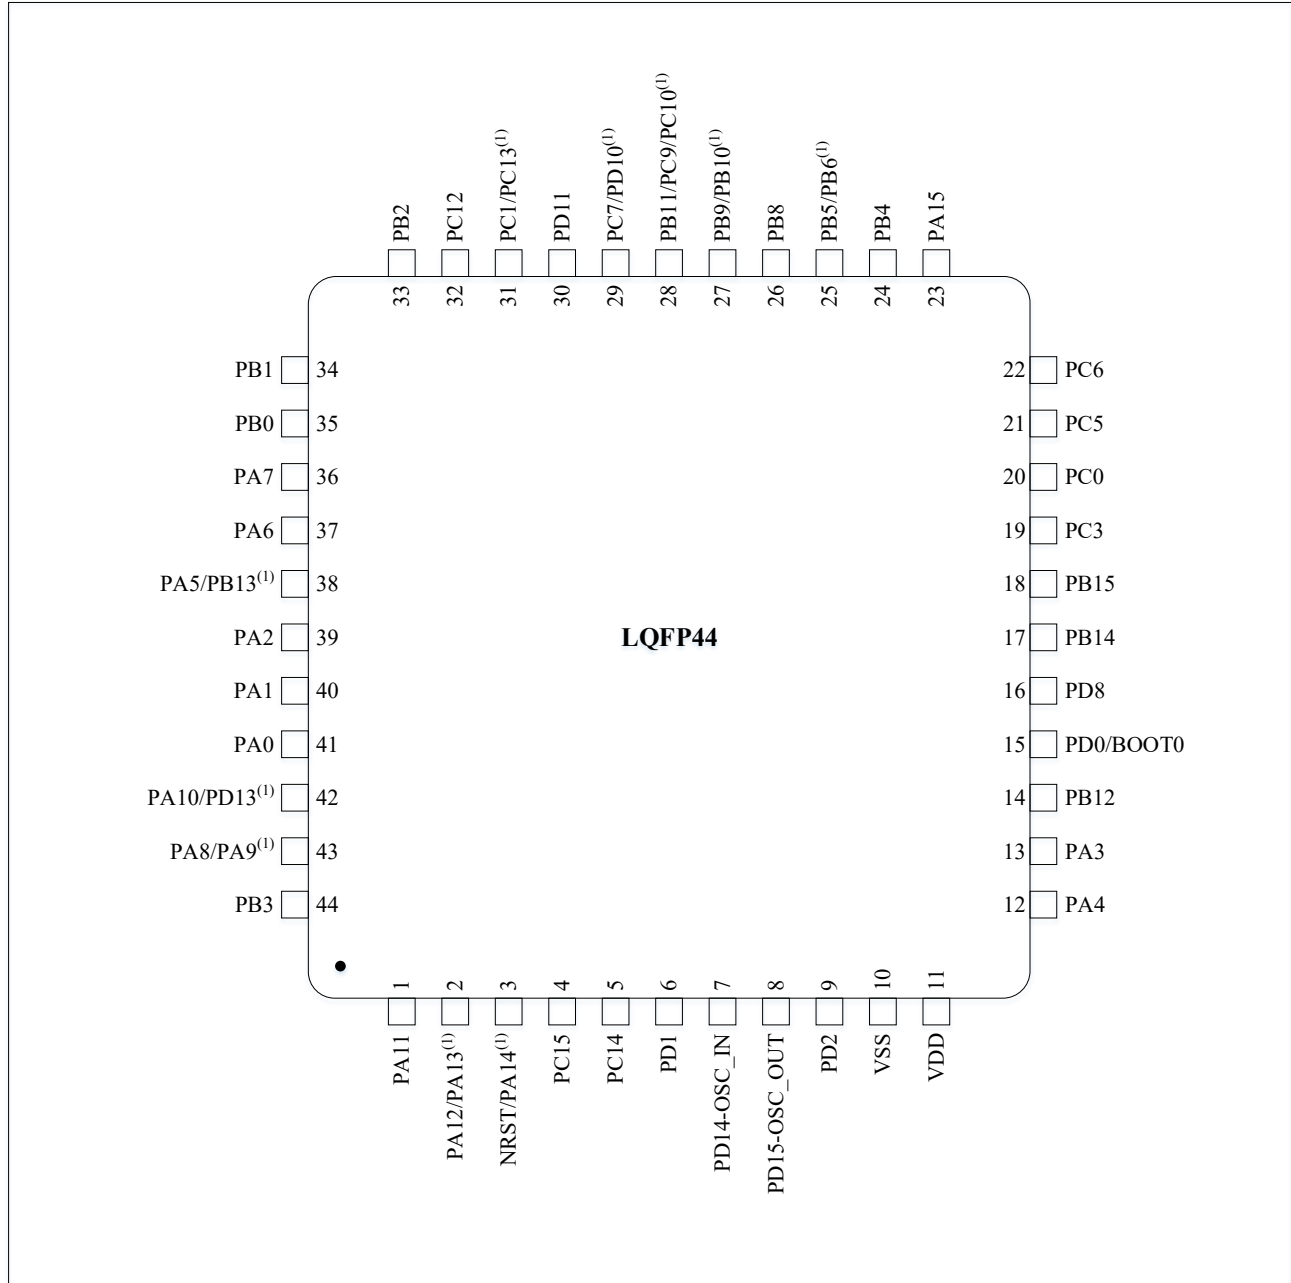 PB2
PC12
PC1/PC13(1)
PD11
PC7/PD10(1)
PB11/PC9/PC10(1)
PB9/PB10(1)
PB8
PB5/PB6(1)
PB4
PA15
33
32
31
30
29
28
27
26
25
24
23
PB1 34
22 PC6
PB0 35
21 PC5
PA7 36
20 PC0
PA6 37
19 PC3
PA5/PB13(1) 38
18 PB15
PA2 39
LQFP44
17 PB14
PA1 40
16 PD8
PA0 41
15 PD0/BOOT0
PA10/PD13(1) 42
14 PB12
PA8/PA9(1) 43
13 PA3
PB3 44
12 PA4
1
2
3
4
5
6
7
8
9
10
11
PA11
PA12/PA13(1)
NRST/PA14(1)
PC15
PC14
PD1
PD14-OSC_IN
PD15-OSC_OUT
PD2
VSS
VDD